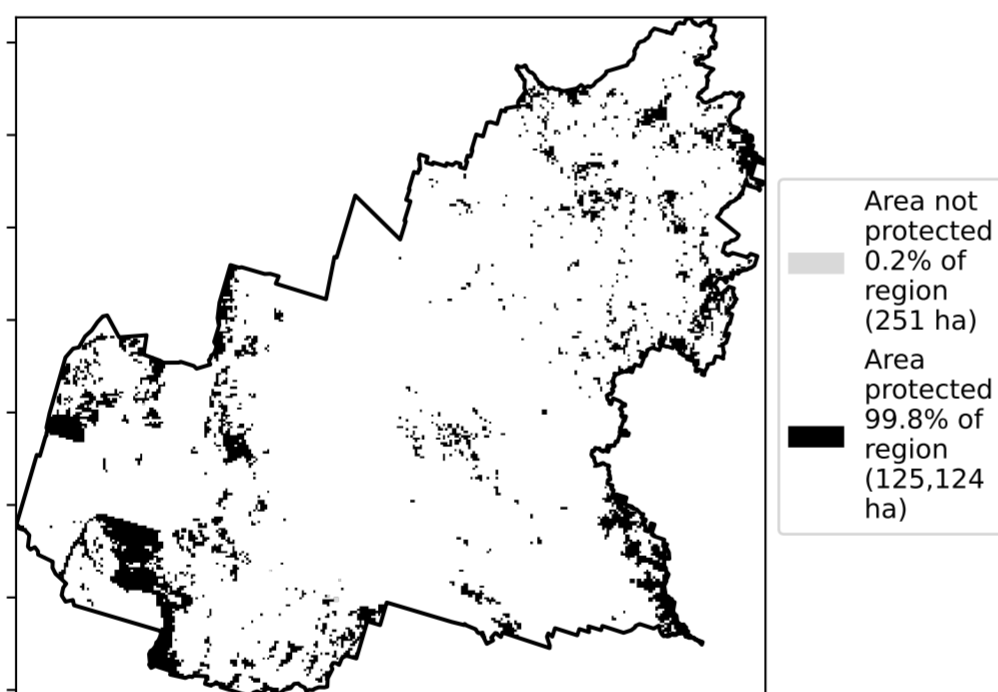 Area not
protected
0.2% of
region
(251 ha)
Area
protected
99.8% of
region
(125,124
ha)